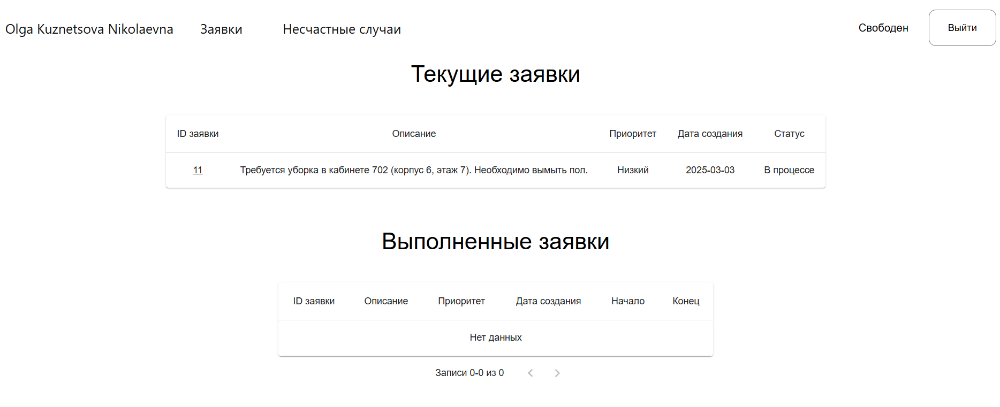 Olga Kuznetsova Nikolaevna Заявки Несчастные случаи Свободен Выйти
Текущие заявки
ID заявки Описание Приоритет Дата создания Статус
11 Требуется уборка в кабинете 702 (корпус 6, этаж 7). Необходимо вымыть пол. Низкий 2025-03-03 В процессе
Выполненные заявки
ID заявки Описание Приоритет Дата создания Начало Конец
Нет данных
Записи 0-0 из 0